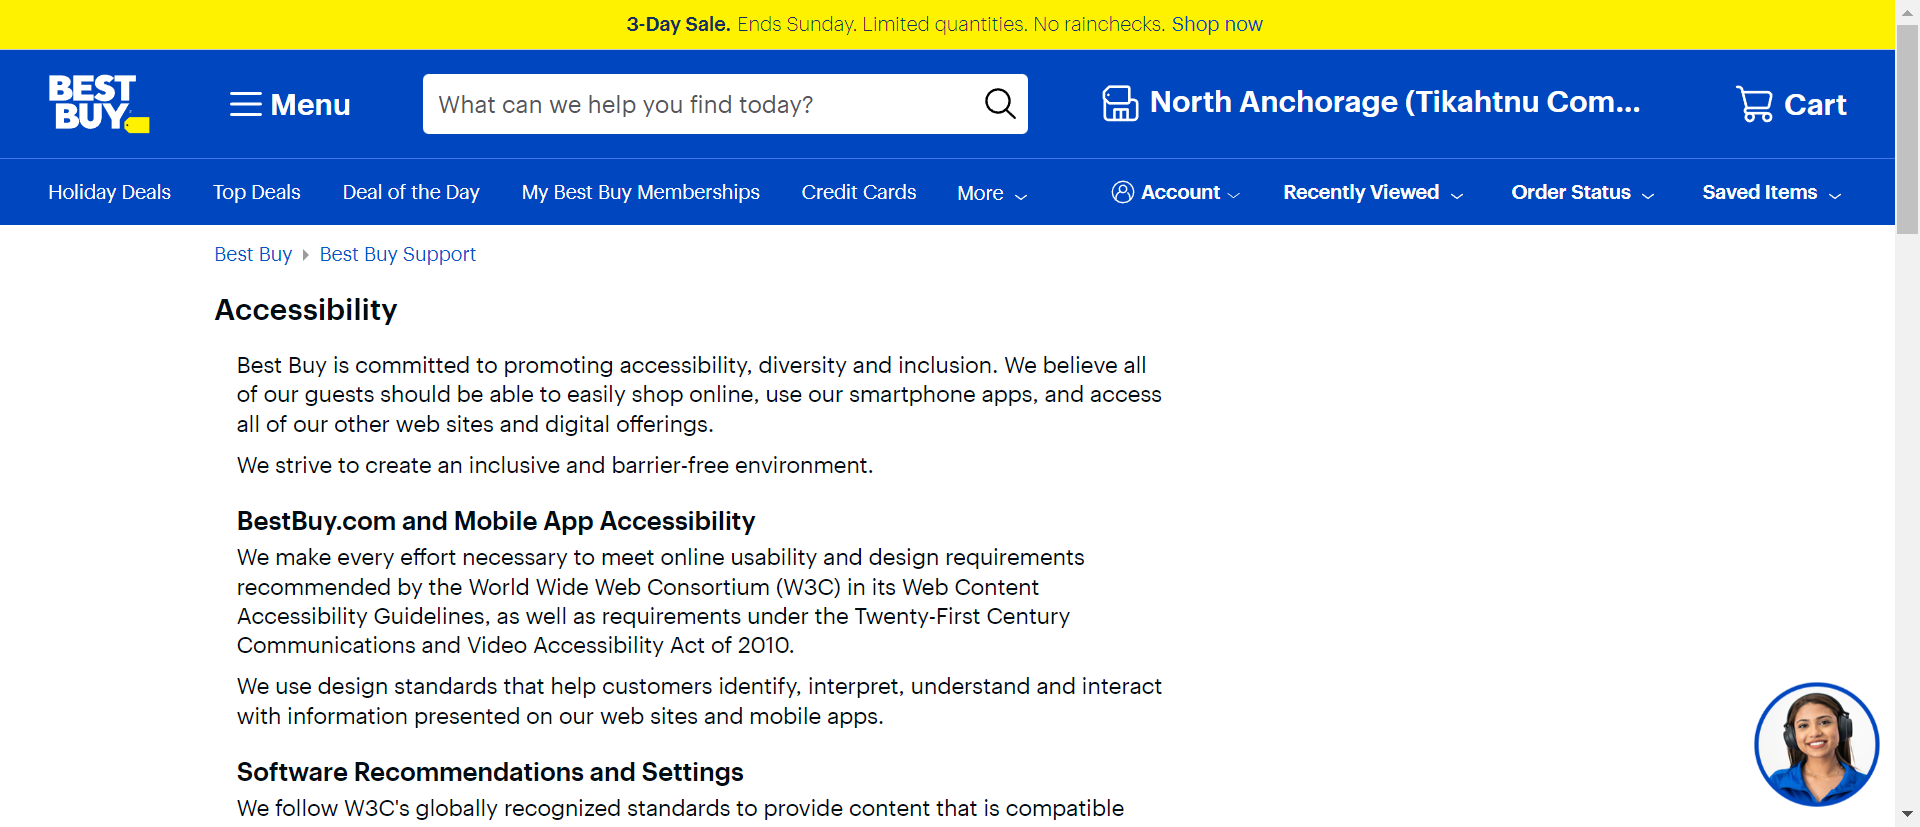 3-Day Sale. Ends Sunday. Limited quantities. No rainchecks. Shop now
BEST
BUY
Menu
What can we help you find today?
North Anchorage (Tikahtnu Com...
Cart
Holiday Deals
Top Deals
Deal of the Day
My Best Buy Memberships
Credit Cards
More
Account
Recently Viewed
Order Status
Saved Items
Best Buy
Best Buy Support
Accessibility
Best Buy is committed to promoting accessibility, diversity and inclusion. We believe all
of our guests should be able to easily shop online, use our smartphone apps, and access
all of our other web sites and digital offerings.
We strive to create an inclusive and barrier-free environment.
BestBuy.com and Mobile App Accessibility
We make every effort necessary to meet online usability and design requirements
recommended by the World Wide Web Consortium (W3C) in its Web Content
Accessibility Guidelines, as well as requirements under the Twenty-First Century
Communications and Video Accessibility Act of 2010.
We use design standards that help customers identify, interpret, understand and interact
with information presented on our web sites and mobile apps.
Software Recommendations and Settings
We follow W3C's globally recognized standards to provide content that is compatible